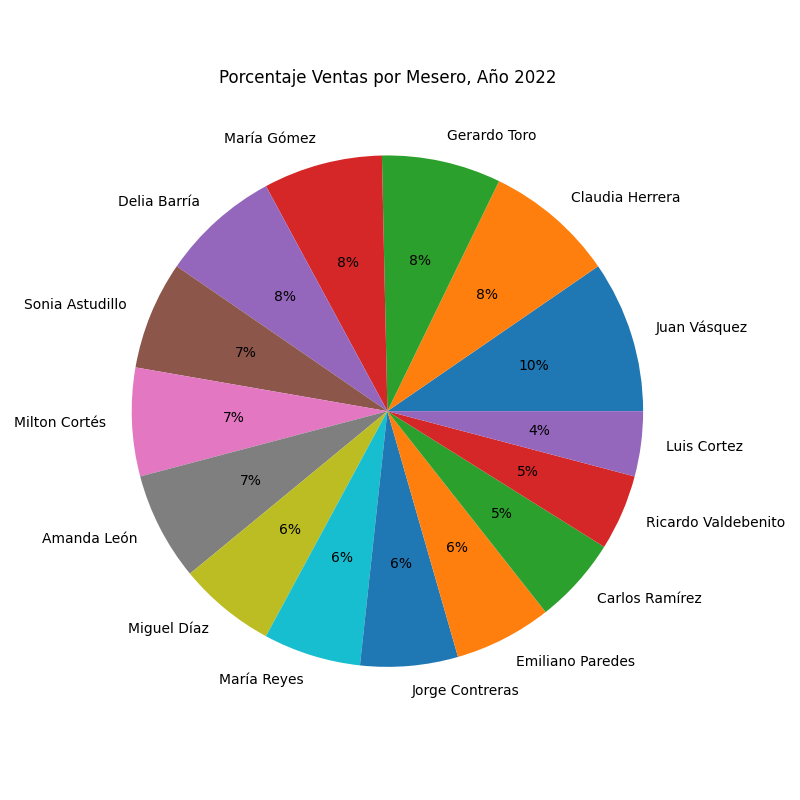 Porcentaje Ventas por Mesero, Año 2022
Juan Vásquez
10%
Claudia Herrera
8%
Gerardo Toro
8%
María Gómez
8%
Delia Barría
8%
Sonia Astudillo
7%
Milton Cortés
7%
Amanda León
7%
Miguel Díaz
6%
María Reyes
6%
Jorge Contreras
6%
Emiliano Paredes
6%
Carlos Ramírez
5%
Ricardo Valdebenito
5%
Luis Cortez
4%